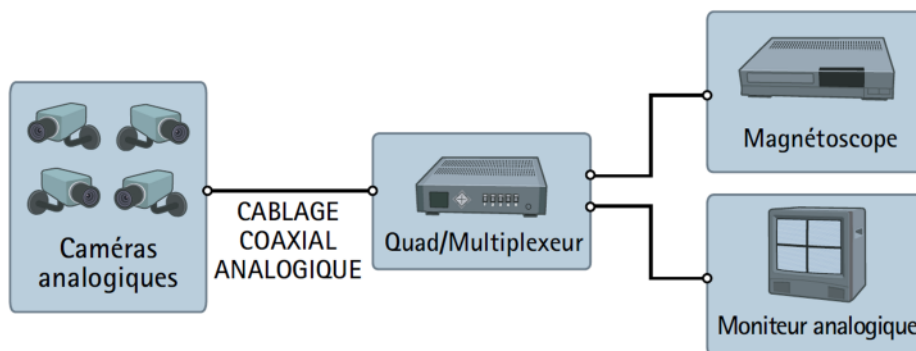 Caméras
analogiques
CABLAGE
COAXIAL
ANALOGIQUE
Quad/Multiplexeur
Magnétoscope
Moniteur analogique